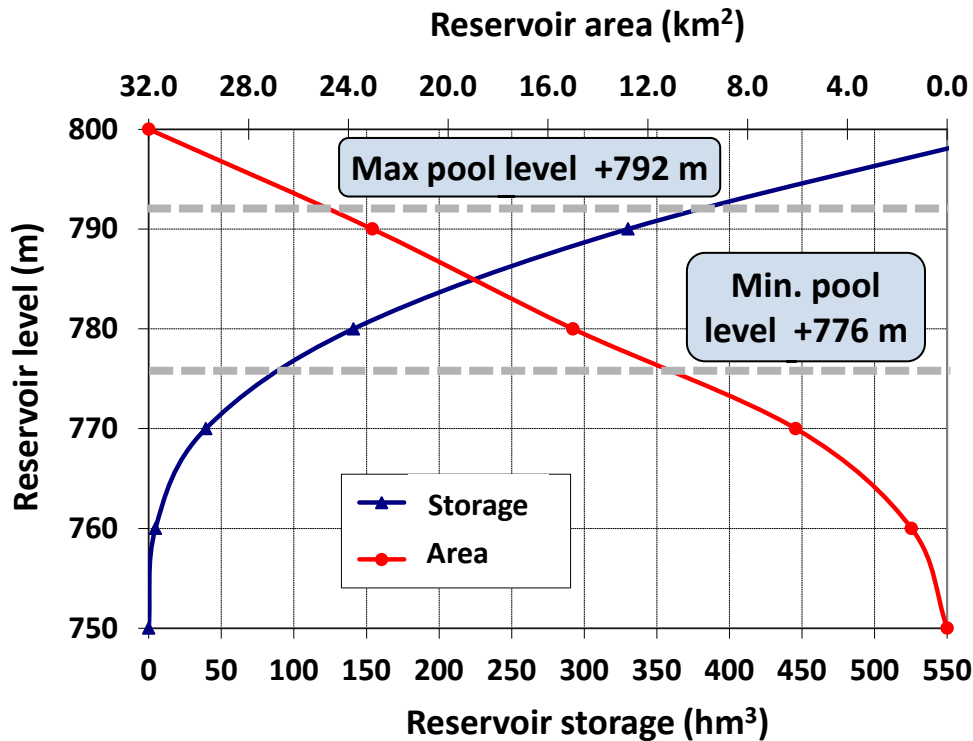 Reservoir area (km²)
32.0 28.0 24.0 20.0 16.0 12.0 8.0 4.0 0.0
800
Max pool level +792 m
790
Min. pool
level +776 m
780
Reservoir level (m)
770
Storage
Area
760
750
0 50 100 150 200 250 300 350 400 450 500 550
Reservoir storage (hm³)